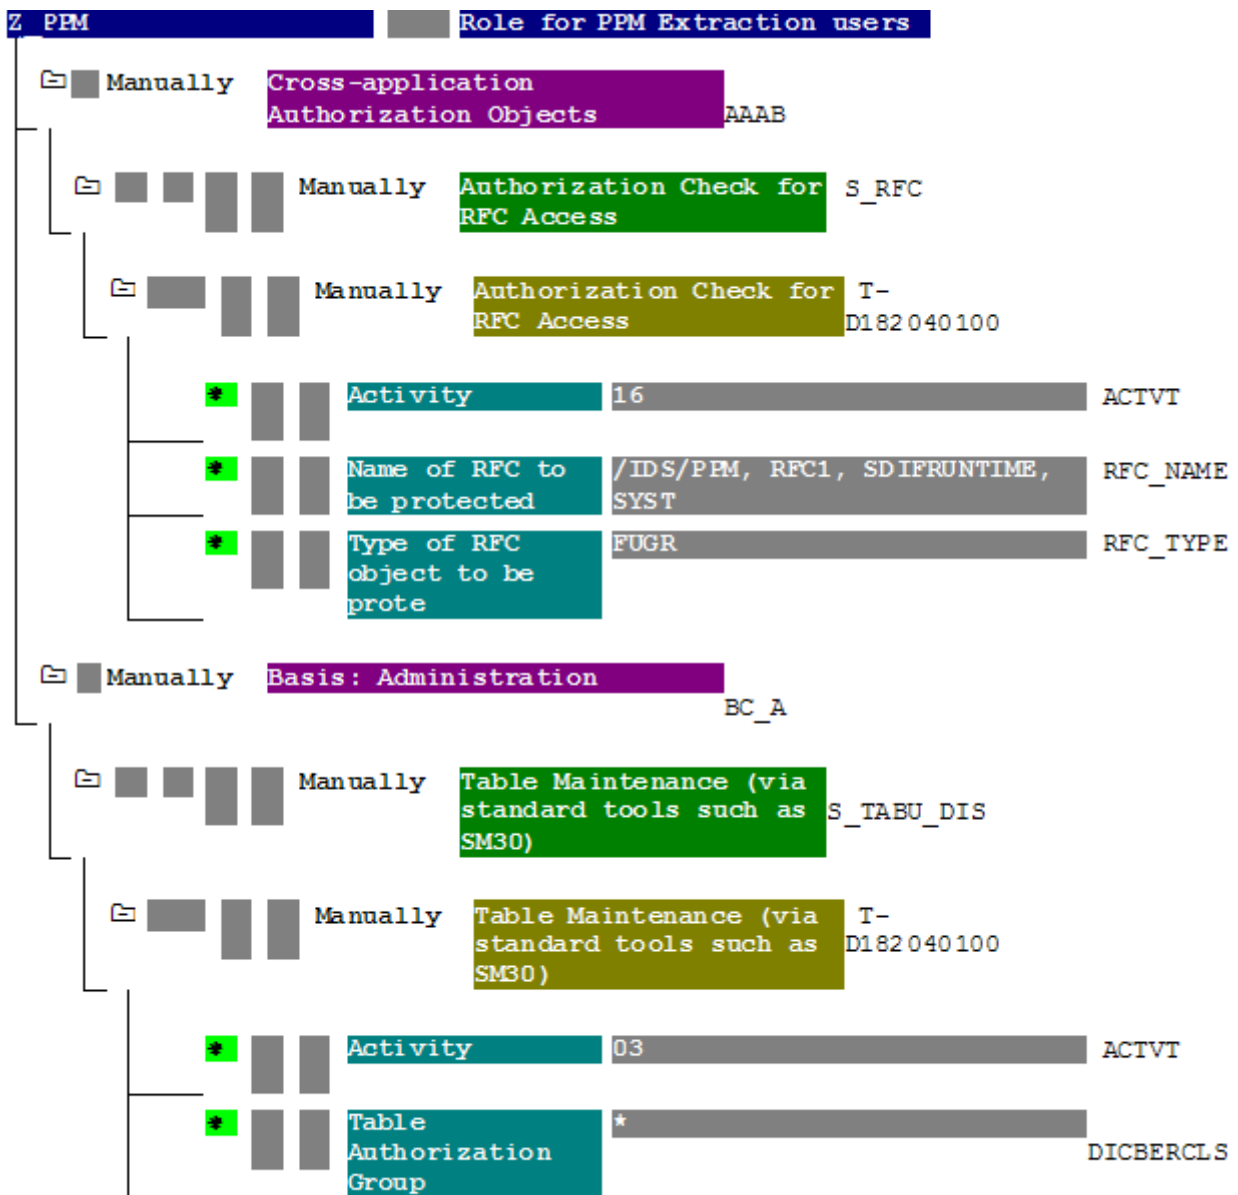 Z_PPM Role for PPM Extraction users
Manually Cross-application
Authorization Objects AAAB
Manually Authorization Check for S_RFC
RFC Access
Manually Authorization Check for T-
RFC Access D182040100
* Activity 16 ACTVT
* Name of RFC to /IDS/PPM, RFC1, SDIFRUNTIME, RFC_NAME
be protected SYST
* Type of RFC FUGR RFC_TYPE
object to be
prote
Manually Basis: Administration
BC_A
Manually Table Maintenance (via
standard tools such as S_TABU_DIS
SM30)
Manually Table Maintenance (via T-
standard tools such as D182040100
SM30)
* Activity 03 ACTVT
* Table *
Authorization DICBERCLS
Group